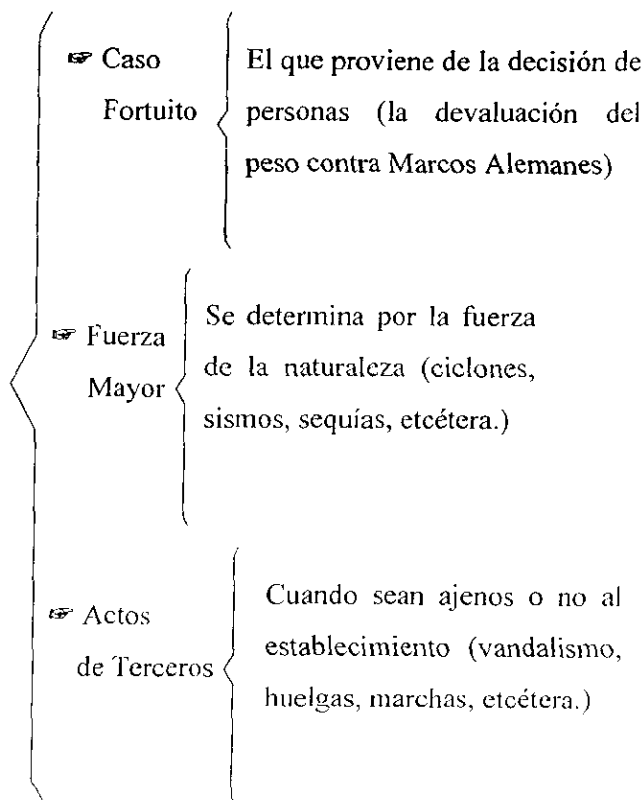 ☞ Caso
Fortuito
El que proviene de la decisión de
personas (la devaluación del
peso contra Marcos Alemanes)
☞ Fuerza
Mayor
Se determina por la fuerza
de la naturaleza (ciclones,
sismos, sequías, etcétera.)
☞ Actos
de Terceros
Cuando sean ajenos o no al
establecimiento (vandalismo,
huelgas, marchas, etcétera.)